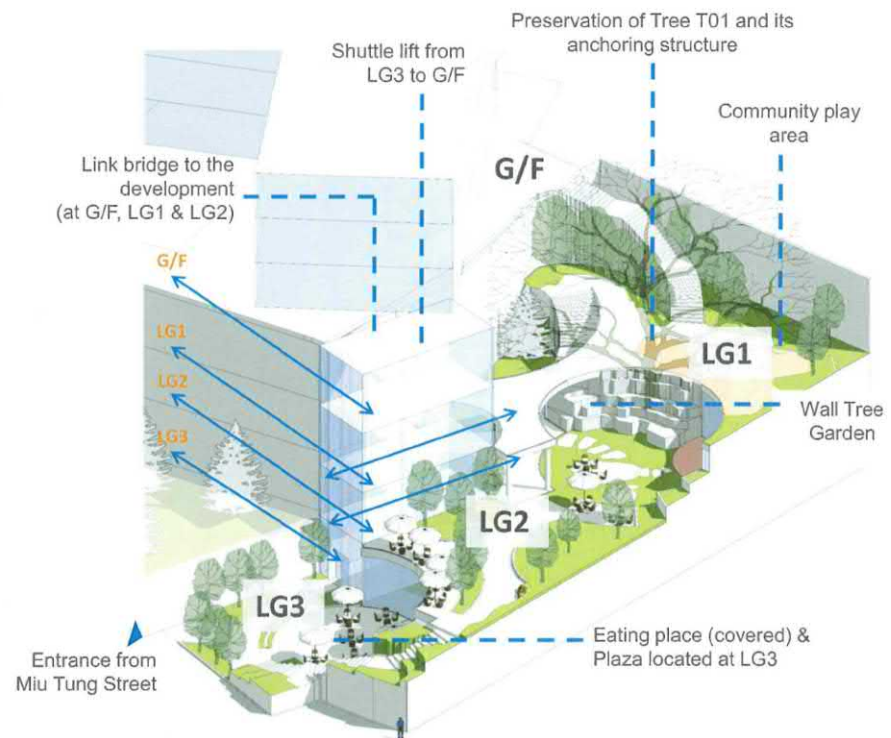 Preservation of Tree T01 and its
anchoring structure
Shuttle lift from
LG3 to G/F
Community play
area
Link bridge to the
development
(at G/F, LG1 & LG2)
G/F
G/F
LG1
LG1
LG2
LG3
Wall Tree
Garden
LG2
LG3
Eating place (covered) &
Plaza located at LG3
Entrance from
Miu Tung Street